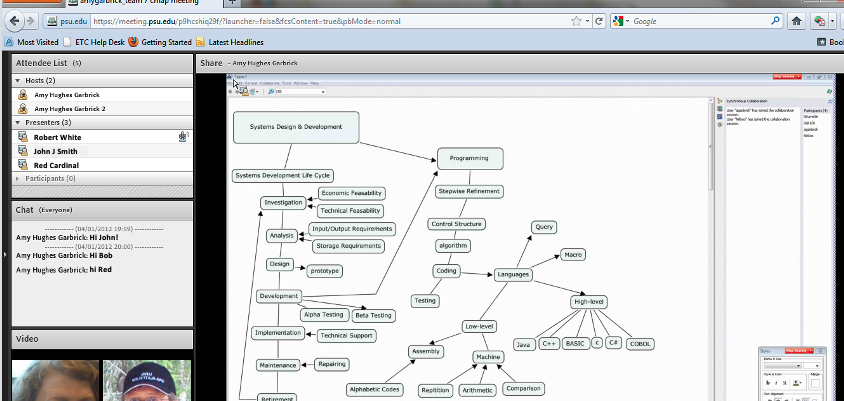 amygarbrick_team 7 cmap meeting
psu.edu
https://meeting.psu.edu/p9hcshiq29f/?launcher=false&fcsContent=true&pbMode=normal
Google
Most Visited
ETC Help Desk
Getting Started
Latest Headlines
Attendee List (5)
Hosts (2)
Amy Hughes Garbrick
Amy Hughes Garbrick 2
Presenters (3)
Robert White
John J Smith
Red Cardinal
Participants (0)
Chat (Everyone)
------------ (04/01/2012 19:59) ------------
Amy Hughes Garbrick: Hi John!
------------ (04/01/2012 20:00) ------------
Amy Hughes Garbrick: Hi Bob
Amy Hughes Garbrick: hi Red
Video
Share - Amy Hughes Garbrick
Systems Design & Development
Programming
Systems Development Life Cycle
Stepwise Refinement
Investigation
Economic Feasability
Technical Feasability
Control Structure
Analysis
Input/Output Requirements
Storage Requirements
algorithm
Query
Macro
Design
prototype
Coding
Languages
Development
Testing
High-level
Alpha Testing
Beta Testing
Low-level
Implementation
Technical Support
Java
C++
BASIC
c
C#
COBOL
Assembly
Machine
Maintenance
Repairing
Alphabetic Codes
Repitition
Arithmetic
Comparison
Retirement
Synchronous Collaboration